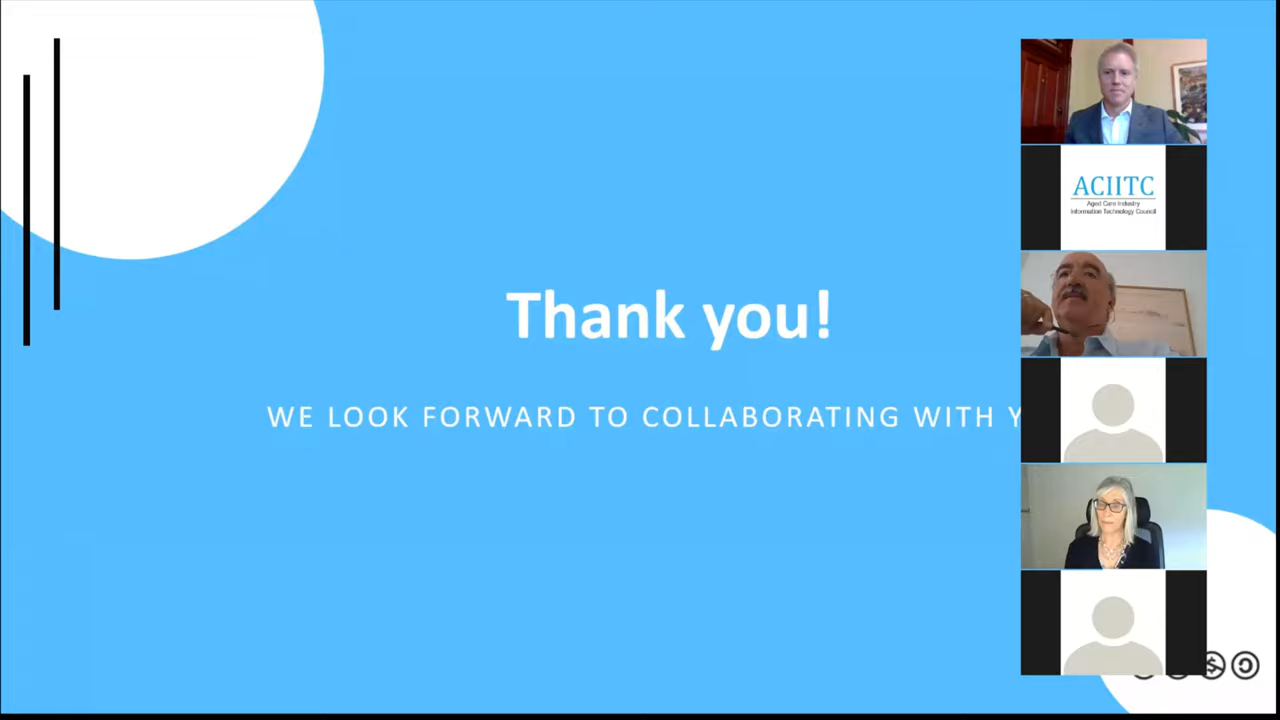 Thank you!
WE LOOK FORWARD TO COLLABORATING WITH Y
ACIITC
Aged Care Industry
Information Technology Council